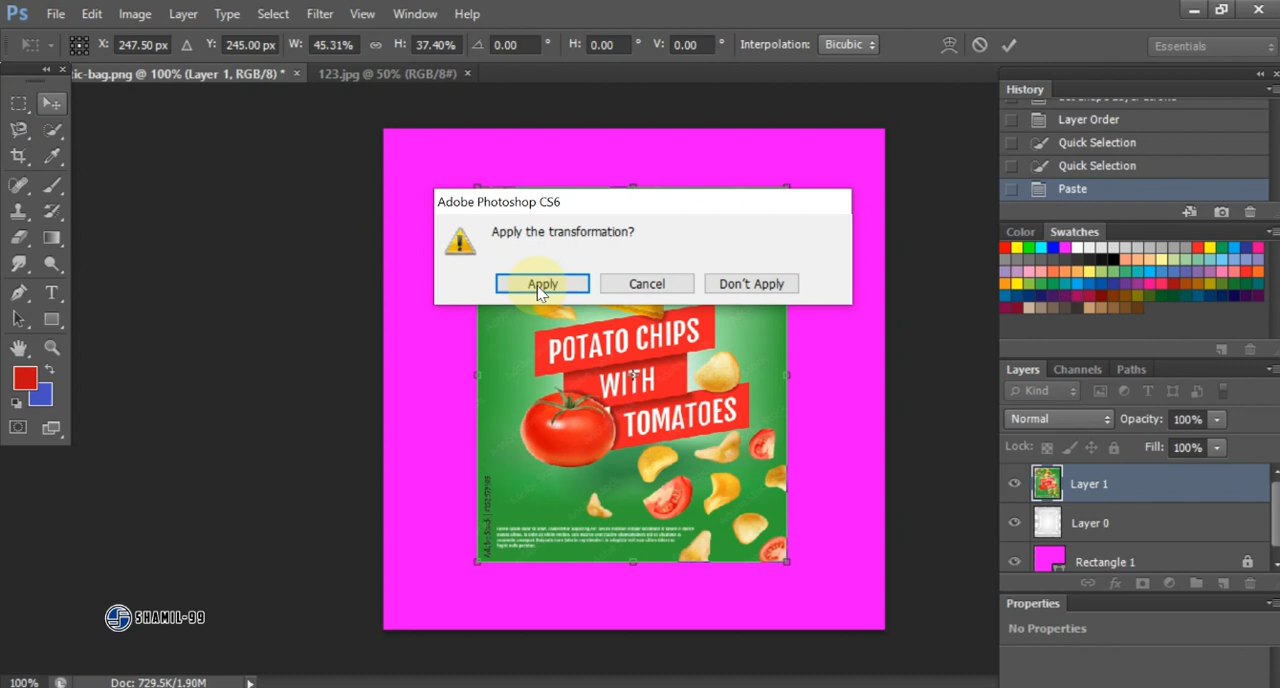 Ps File Edit Image Layer Type Select Filter View Window Help
X: 247.50 px Y: 245.00 px W: 45.31% H: 37.40% 0.00 ° H: 0.00 ° V: 0.00 ° Interpolation: Bicubic Essentials
ic-bag.png @ 100% (Layer 1, RGB/8) * × 123.jpg @ 50% (RGB/8#) ×
History
Layer Order
Quick Selection
Quick Selection
Paste
Adobe Photoshop CS6
Apply the transformation?
Apply Cancel Don't Apply
Color Swatches
POTATO CHIPS
WITH
TOMATOES
Layers Channels Paths
Kind
Normal Opacity: 100%
Lock: Fill: 100%
Layer 1
Layer 0
Rectangle 1
Properties
No Properties
SHAMIL-99
100% Doc: 729.5K/1.90M